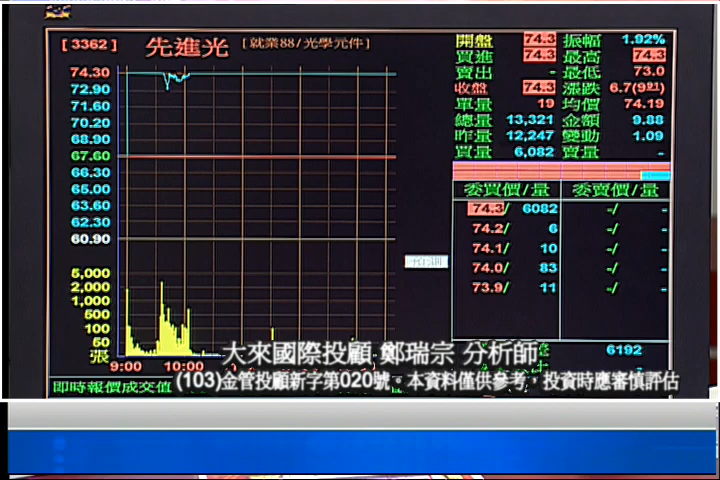 [ 3362 ] 先進光 [就業88/光學元件]
開盤 74.3 振幅 1.92%
買進 74.3 最高 74.3
賣出 - 最低 73.0
收盤 74.3 漲跌 6.7(9.91)
單量 19 均價 74.19
總量 13,321 金額 9.88
昨量 12,247 變動 1.09
買量 6,082 賣量 -
委買價/量 委賣價/量
74.3/ 6082 -/ -
74.2/ 6 -/ -
74.1/ 10 -/ -
74.0/ 83 -/ -
73.9/ 11 -/ -
6192
74.30
72.90
71.60
70.20
68.90
67.60
66.30
65.00
63.60
62.30
60.90
5,000
2,000
1,000
500
100
50
張
9:00 10:00
大來國際投顧 鄭瑞宗 分析師
(103)金管投顧新字第020號。本資料僅供參考，投資時應審慎評估
即時報價成交值